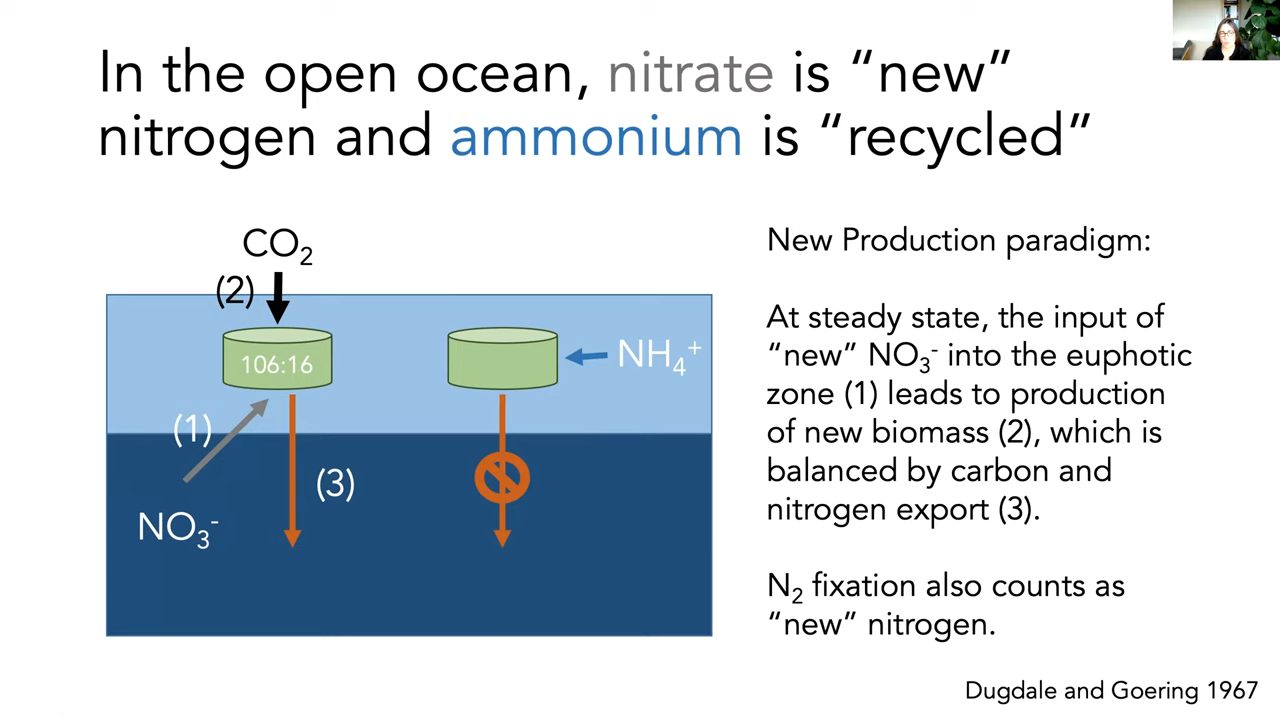 In the open ocean, nitrate is “new”
nitrogen and ammonium is “recycled”
CO₂
(2)
106:16
NH₄⁺
(1)
(3)
NO₃⁻
New Production paradigm:
At steady state, the input of
“new” NO₃⁻ into the euphotic
zone (1) leads to production
of new biomass (2), which is
balanced by carbon and
nitrogen export (3).
N₂ fixation also counts as
“new” nitrogen.
Dugdale and Goering 1967